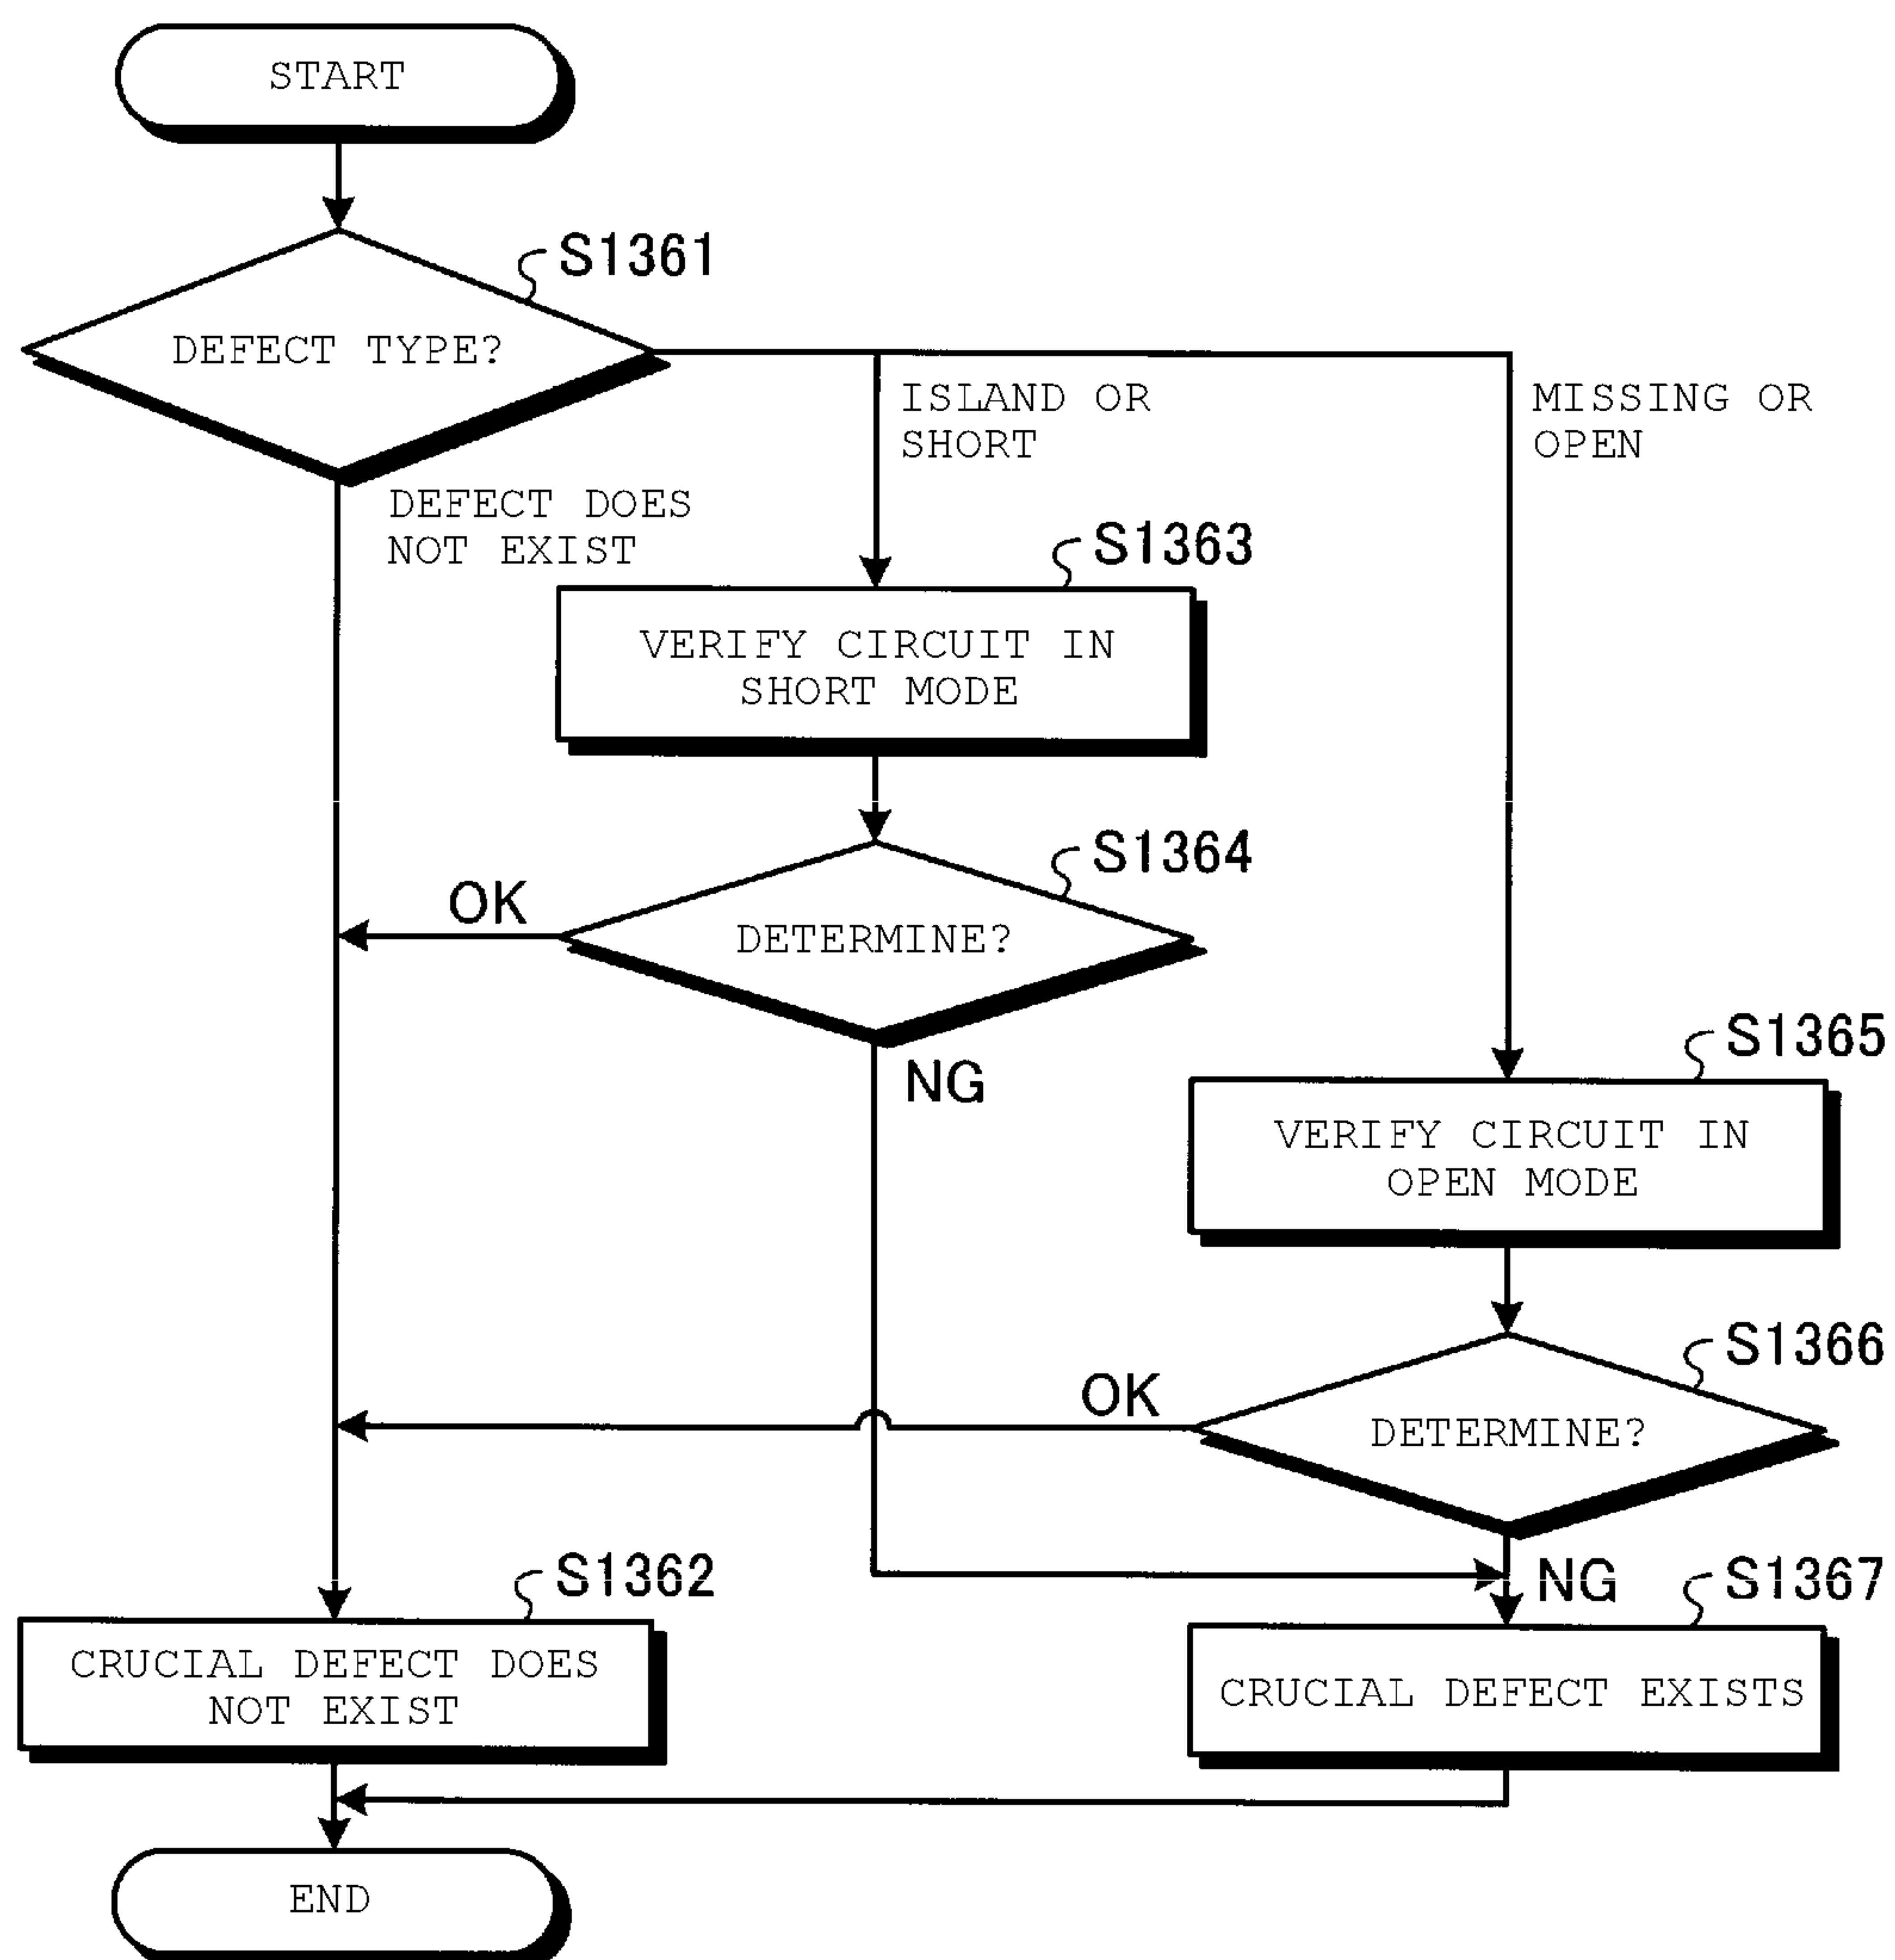 START
S1361
DEFECT TYPE?
ISLAND OR
SHORT
MISSING OR
OPEN
DEFECT DOES
NOT EXIST
S1363
VERIFY CIRCUIT IN
SHORT MODE
S1364
OK
DETERMINE?
NG
S1365
VERIFY CIRCUIT IN
OPEN MODE
S1366
OK
DETERMINE?
NG
S1362
CRUCIAL DEFECT DOES
NOT EXIST
S1367
CRUCIAL DEFECT EXISTS
END